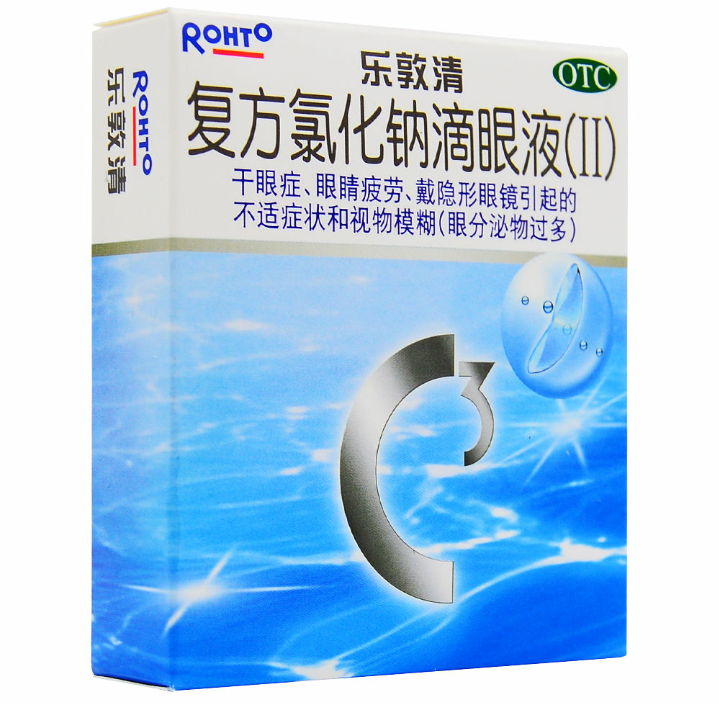 ROHTO
乐敦清
OTC
复方氯化钠滴眼液(II)
干眼症、眼睛疲劳、戴隐形眼镜引起的
不适症状和视物模糊(眼分泌物过多)
C3
ROHTO
乐敦清